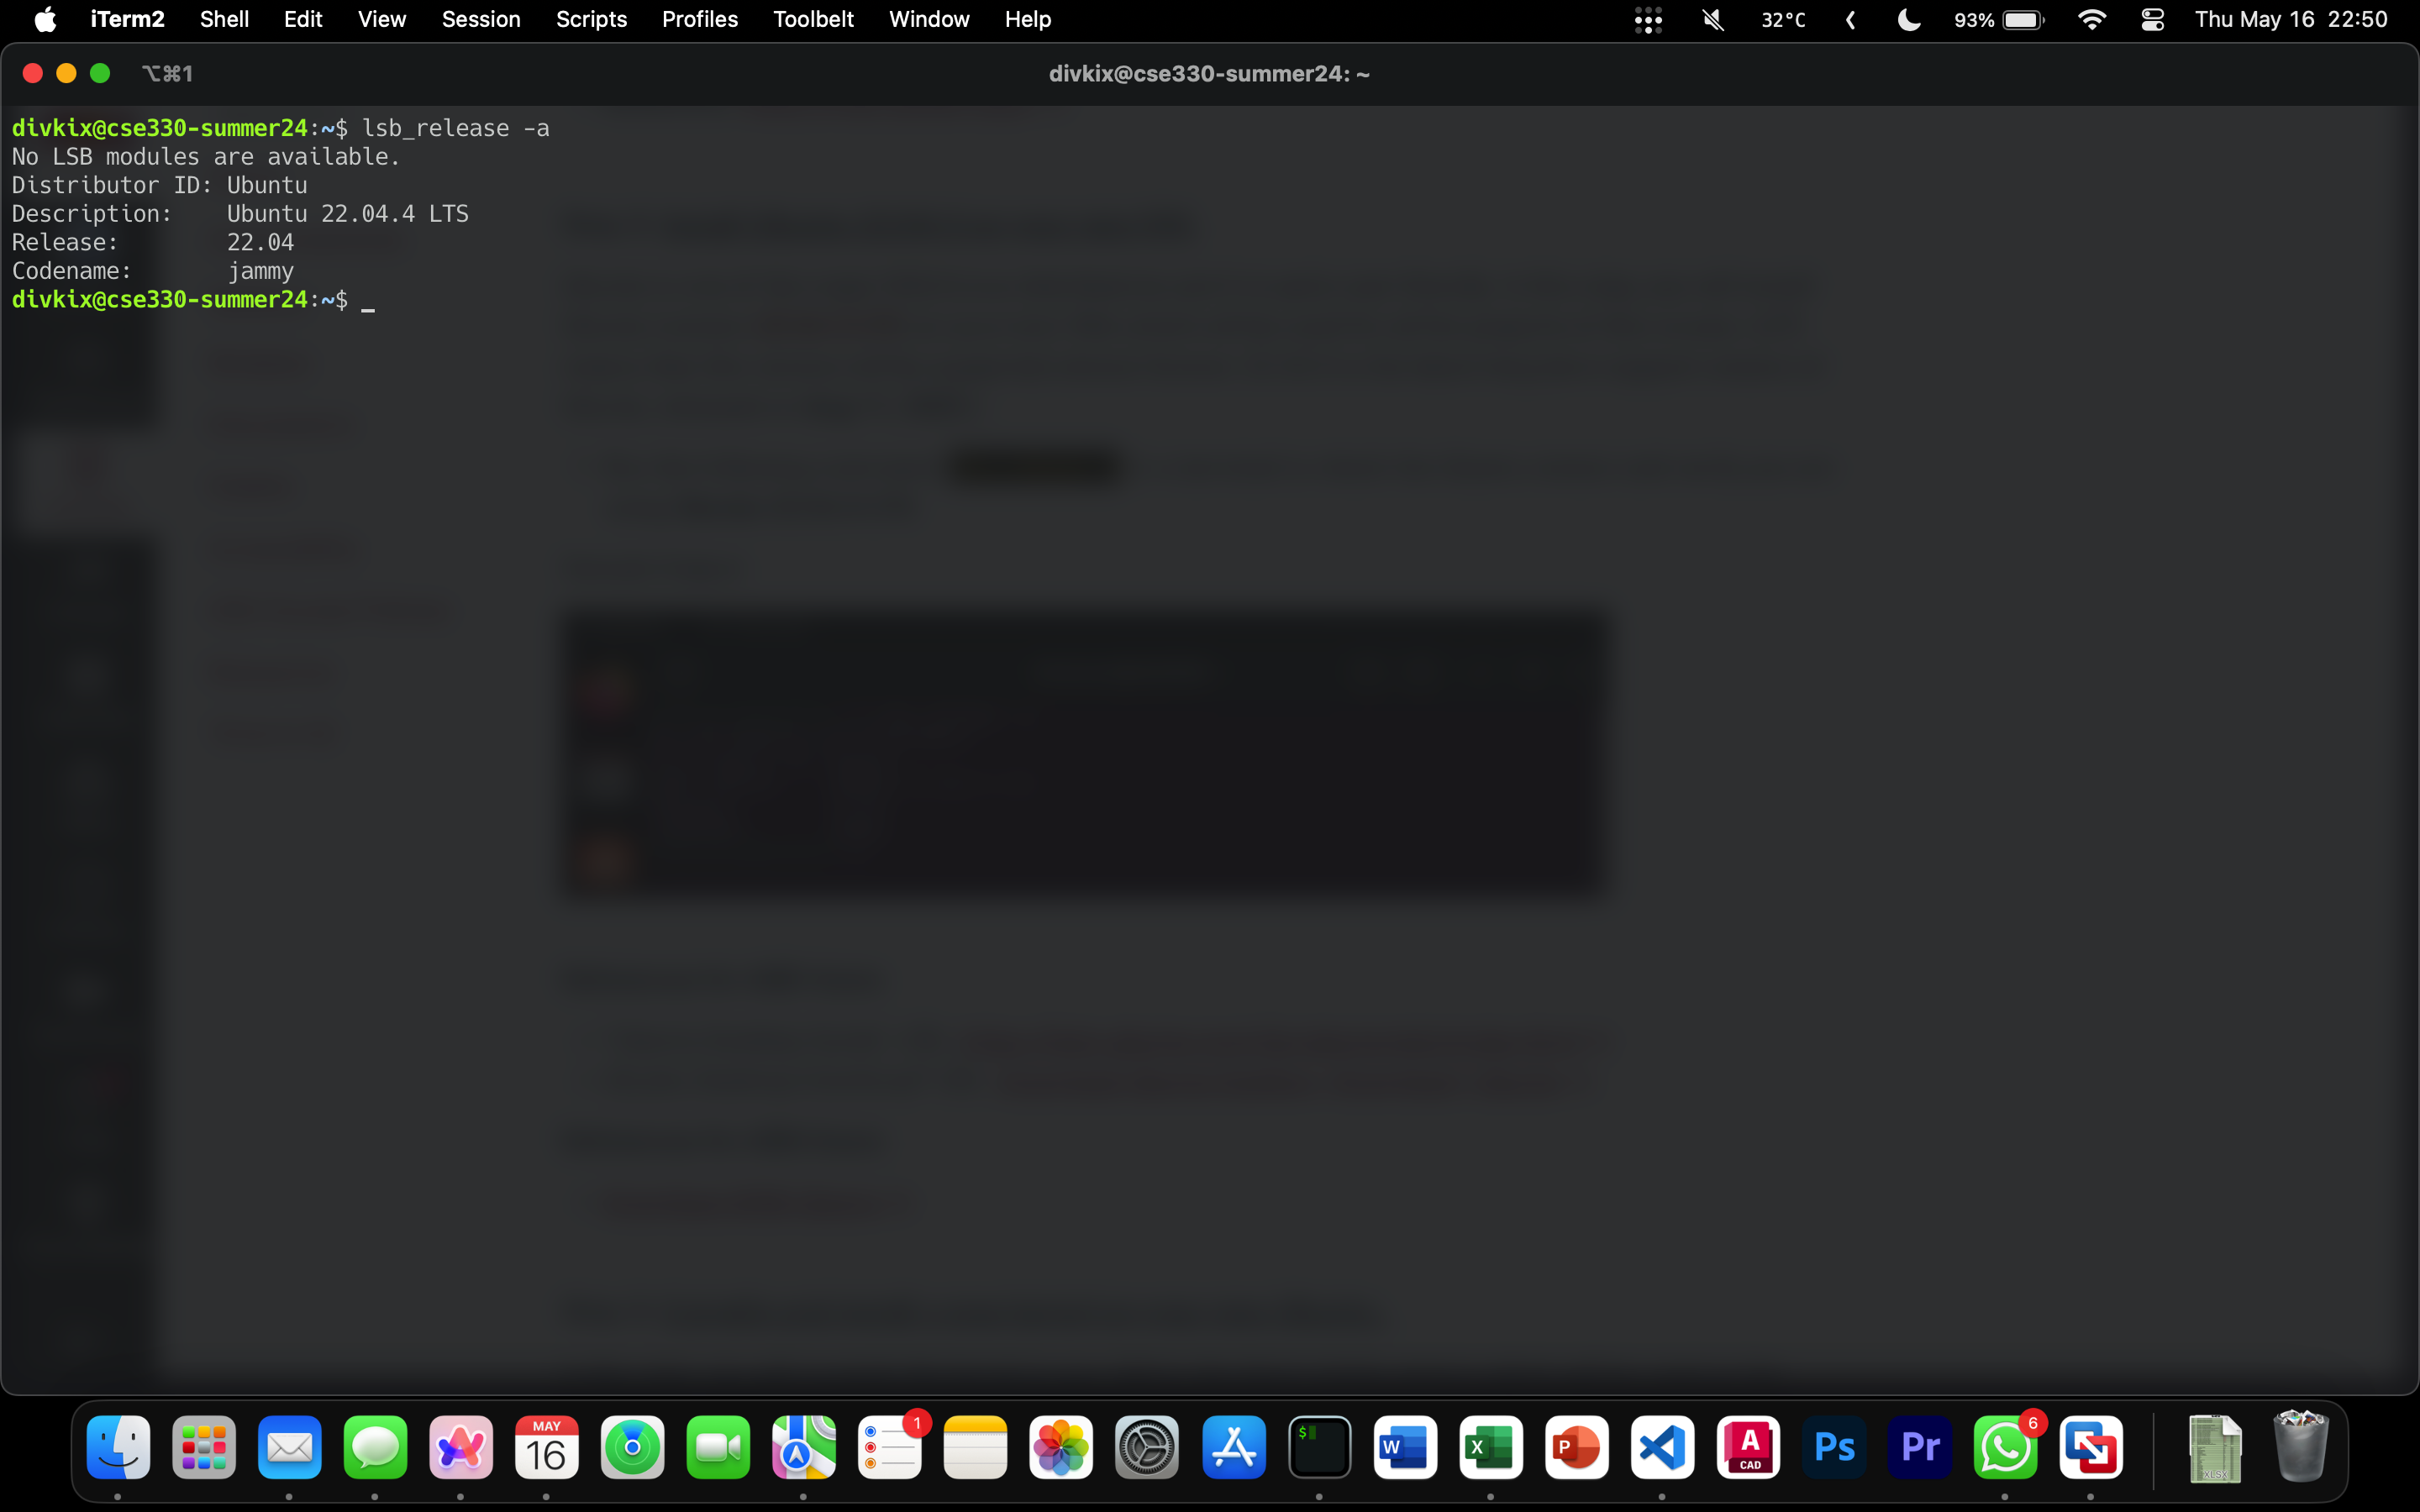 iTerm2 Shell Edit View Session Scripts Profiles Toolbelt Window Help 32°C 93% Thu May 16 22:50
⌥⌘1 divkix@cse330-summer24: ~
divkix@cse330-summer24:~$ lsb_release -a
No LSB modules are available.
Distributor ID: Ubuntu
Description: Ubuntu 22.04.4 LTS
Release: 22.04
Codename: jammy
divkix@cse330-summer24:~$ _
MAY
16
1
$
W
X
P
A
CAD
Ps
Pr
6
XLSX